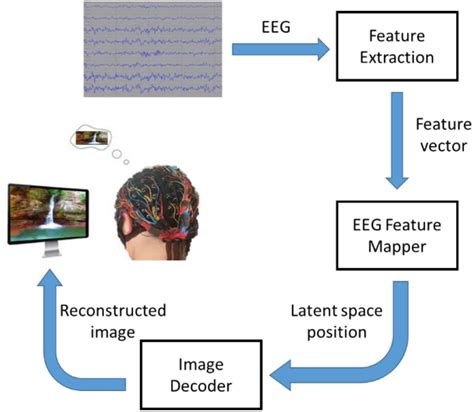 EEG
Feature
Extraction
Feature
vector
EEG Feature
Mapper
Latent space
position
Image
Decoder
Reconstructed
image